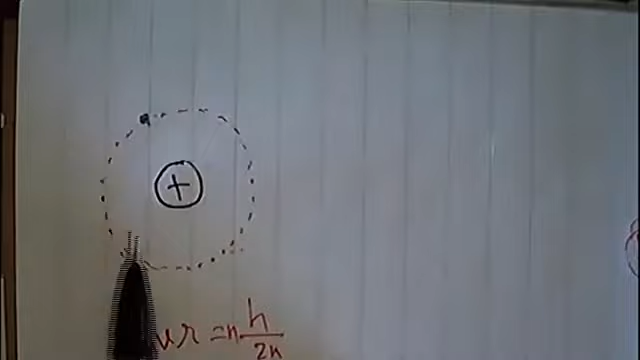 +
vr = n h/2π